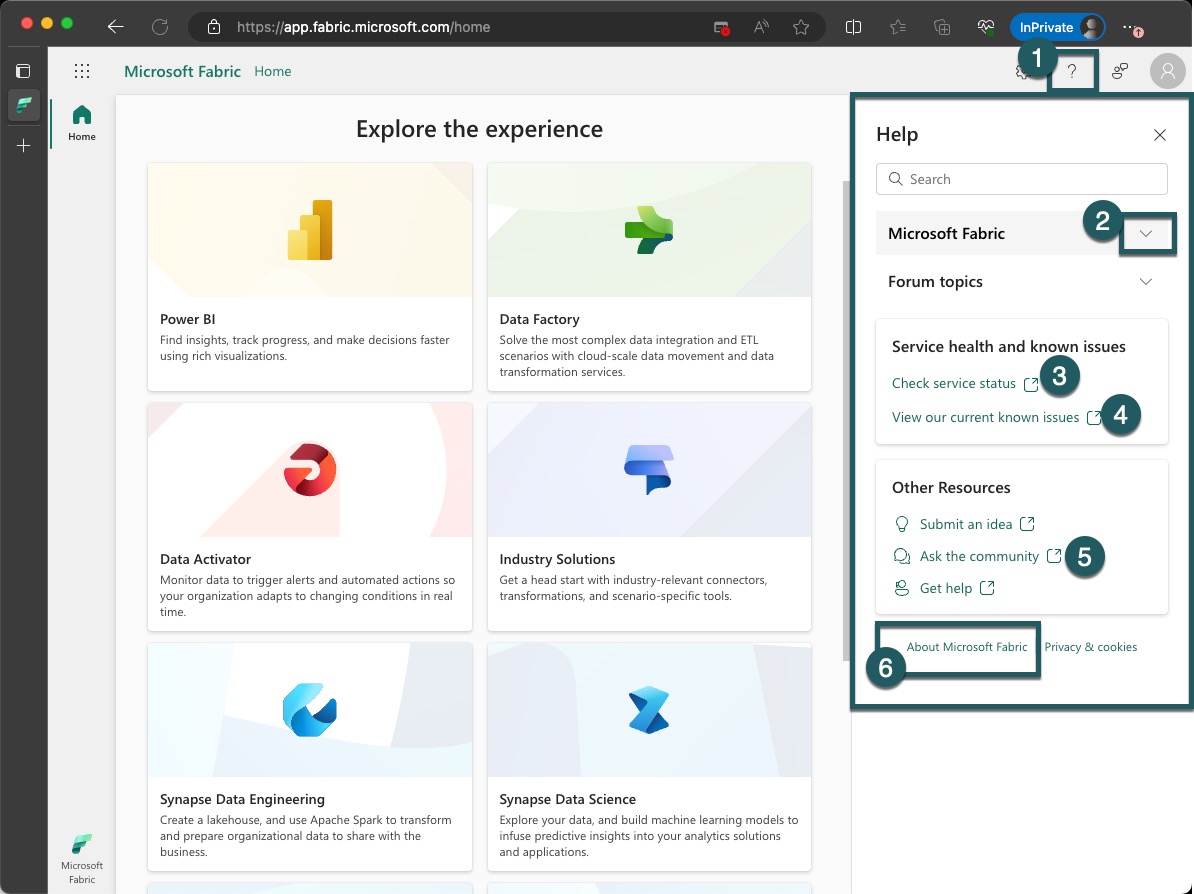 https://app.fabric.microsoft.com/home
InPrivate
Microsoft Fabric Home
1
?
Home
Explore the experience
Power BI
Find insights, track progress, and make decisions faster
using rich visualizations.
Data Factory
Solve the most complex data integration and ETL
scenarios with cloud-scale data movement and data
transformation services.
Data Activator
Monitor data to trigger alerts and automated actions so
your organization adapts to changing conditions in real
time.
Industry Solutions
Get a head start with industry-relevant connectors,
transformations, and scenario-specific tools.
Synapse Data Engineering
Create a lakehouse, and use Apache Spark to transform
and prepare organizational data to share with the
business.
Synapse Data Science
Explore your data, and build machine learning models to
infuse predictive insights into your analytics solutions
and applications.
Microsoft
Fabric
Help
Search
Microsoft Fabric
2
Forum topics
Service health and known issues
Check service status
3
View our current known issues
4
Other Resources
Submit an idea
Ask the community
5
Get help
About Microsoft Fabric
Privacy & cookies
6